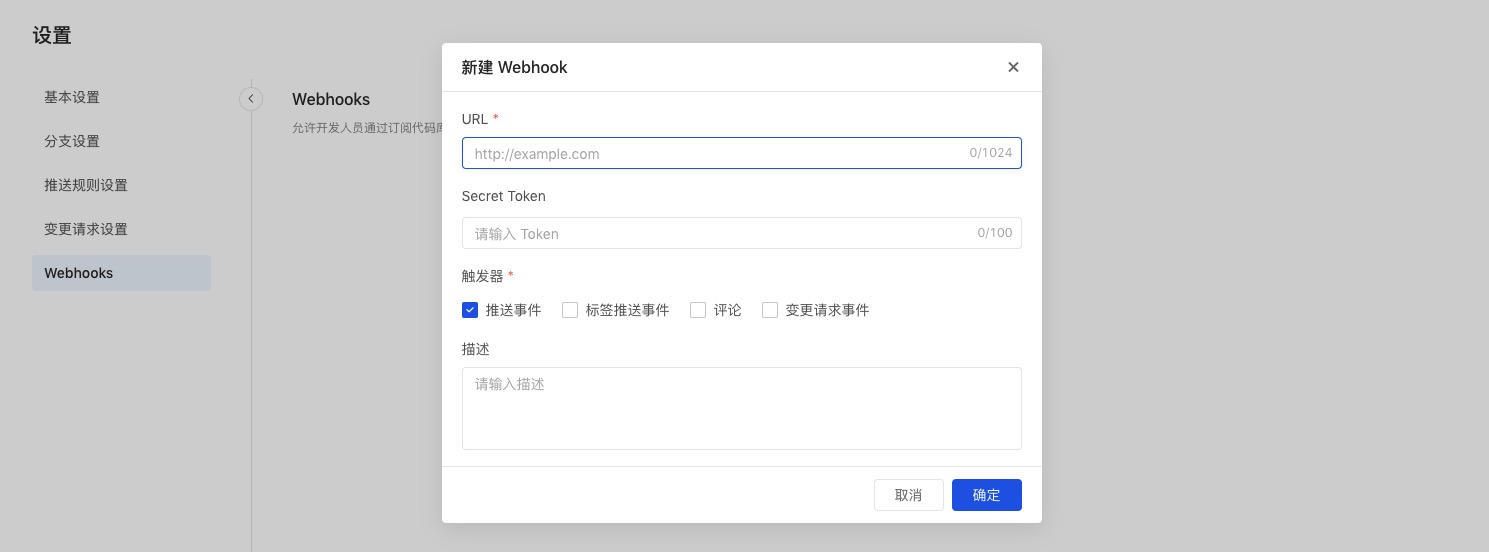 设置
基本设置
分支设置
推送规则设置
变更请求设置
Webhooks
Webhooks
允许开发人员通过订阅代码库
新建 Webhook
URL *
http://example.com 0/1024
Secret Token
请输入 Token 0/100
触发器 *
推送事件 标签推送事件 评论 变更请求事件
描述
请输入描述
取消 确定